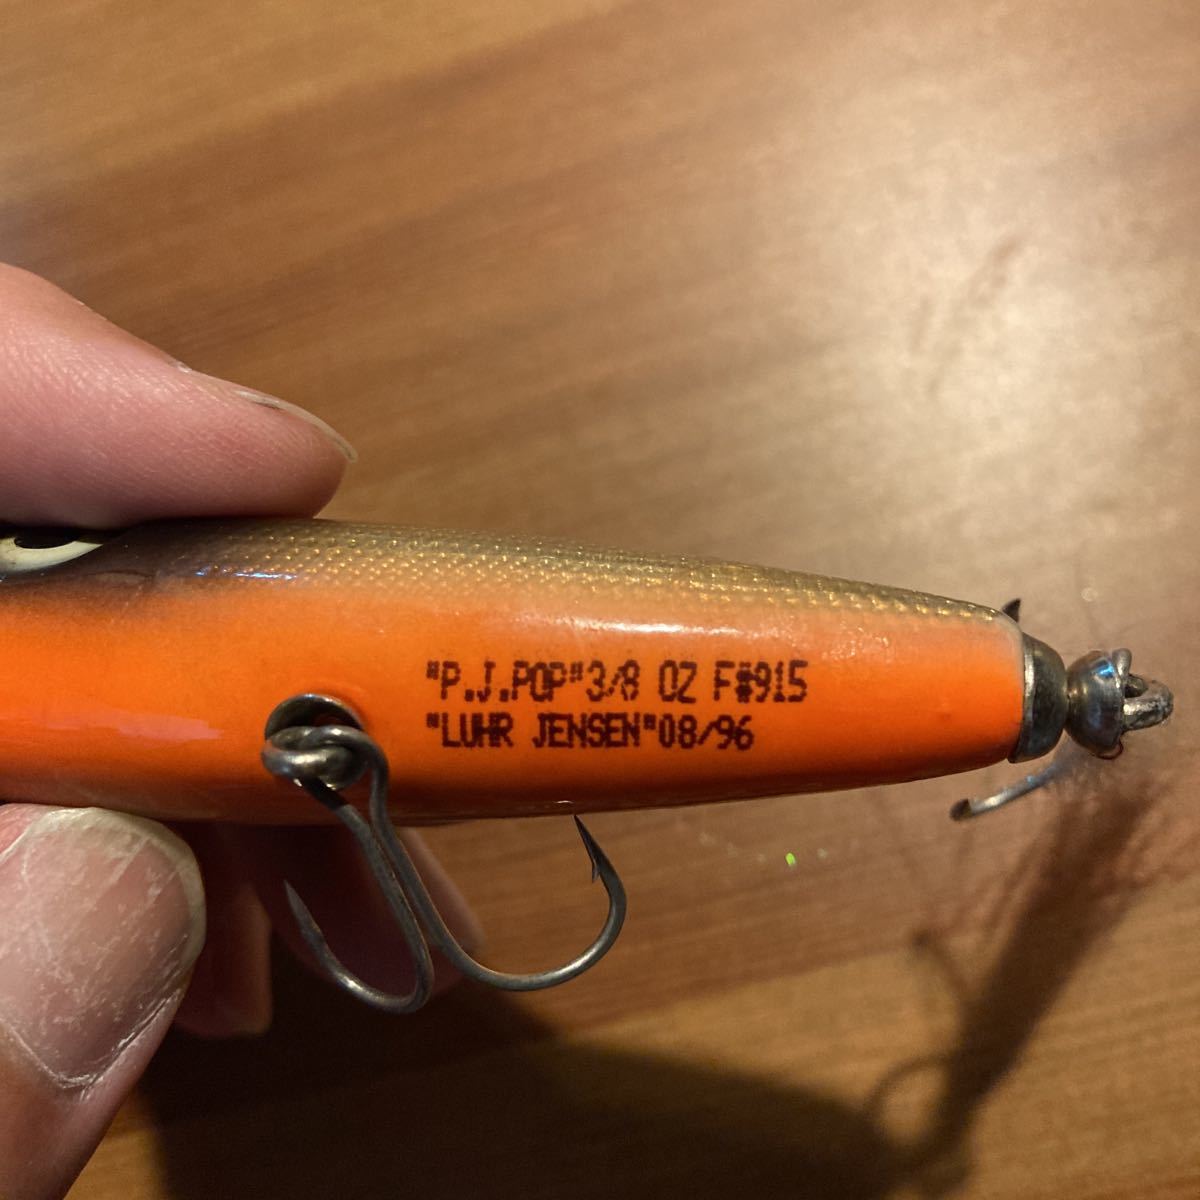 "P.J.POP"3/8 OZ F#915
"LUHR JENSEN"08/96